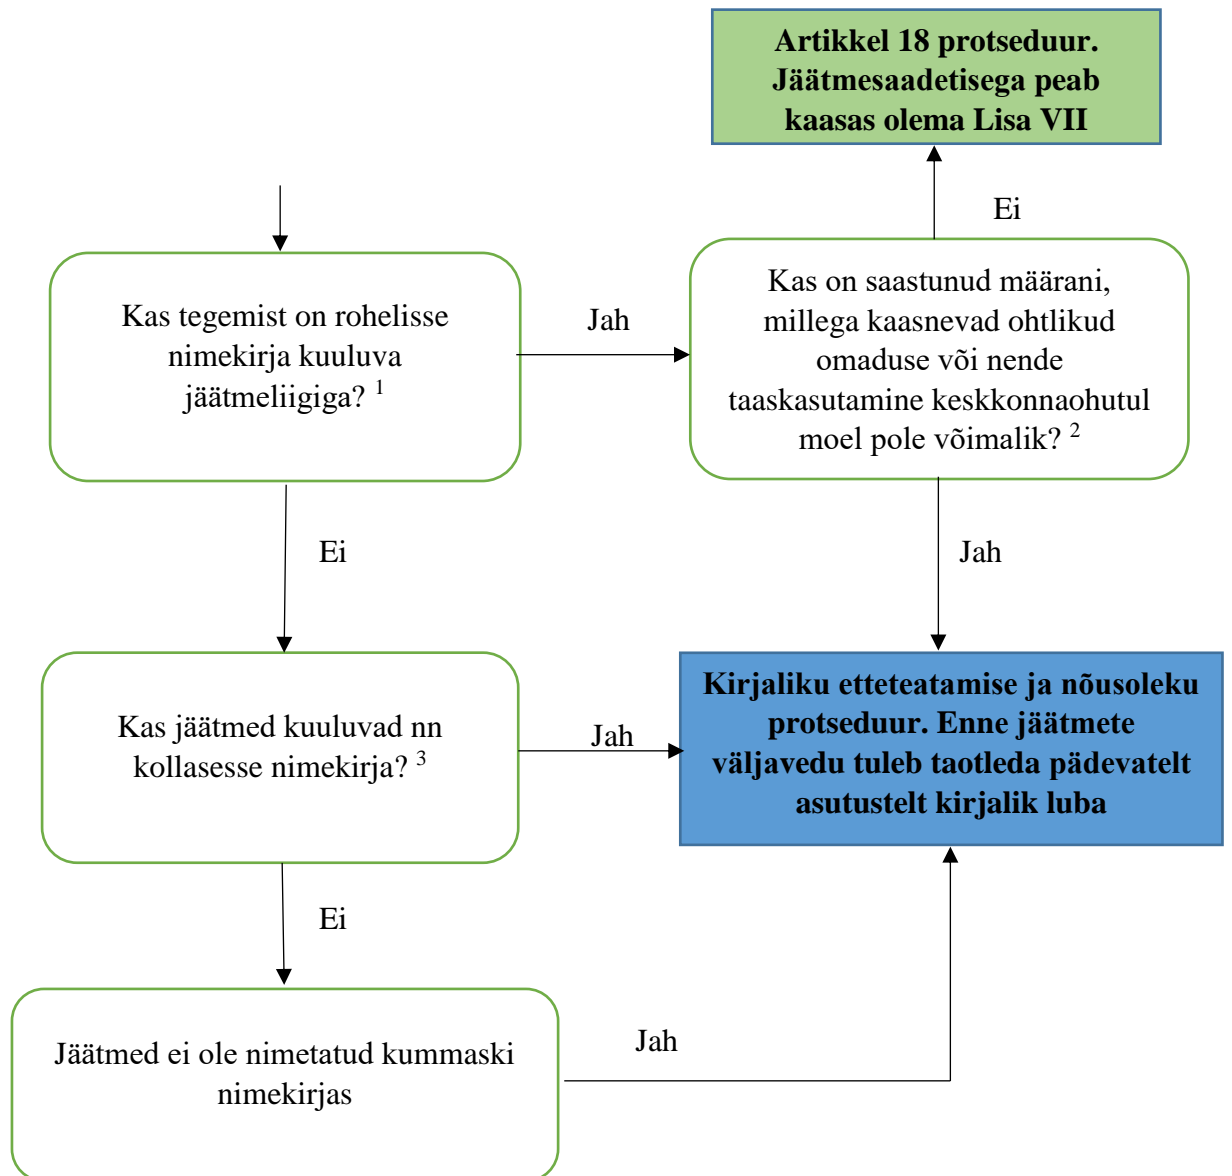 Artikkel 18 protseduur.
Jäätmesaadetisega peab
kaasas olema Lisa VII
Ei
Kas tegemist on rohelisse
nimekirja kuuluva
jäätmeliigiga? 1
Jah
Kas on saastunud määrani,
millega kaasnevad ohtlikud
omaduse või nende
taaskasutamine keskkonnaohutul
moel pole võimalik? 2
Ei
Jah
Kas jäätmed kuuluvad nn
kollasesse nimekirja? 3
Jah
Kirjaliku etteteatamise ja nõusoleku
protseduur. Enne jäätmete
väljavedu tuleb taotleda pädevatelt
asutustelt kirjalik luba
Ei
Jäätmed ei ole nimetatud kummaski
nimekirjas
Jah